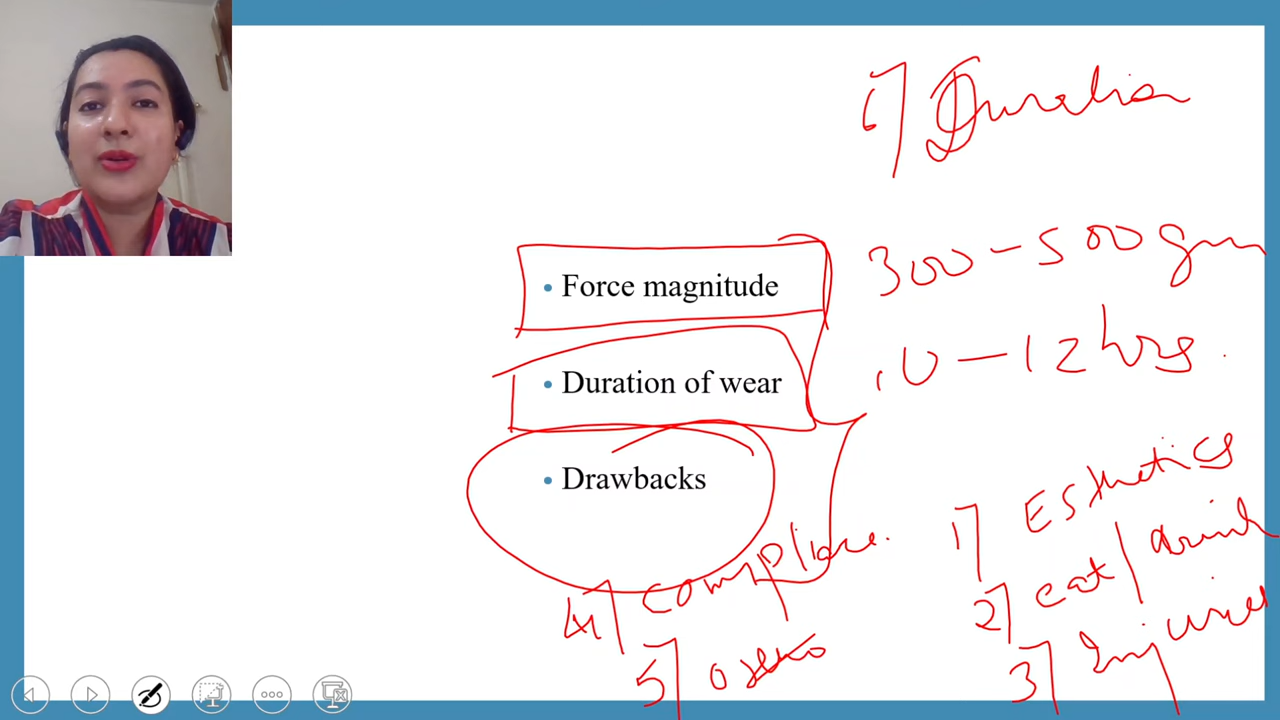 6] Duration
• Force magnitude
300 - 500 gm
• Duration of wear
10 - 12 hrs.
• Drawbacks
1] Esthetics
2] eat/drink
3] Injuries
4] compliance.
5]